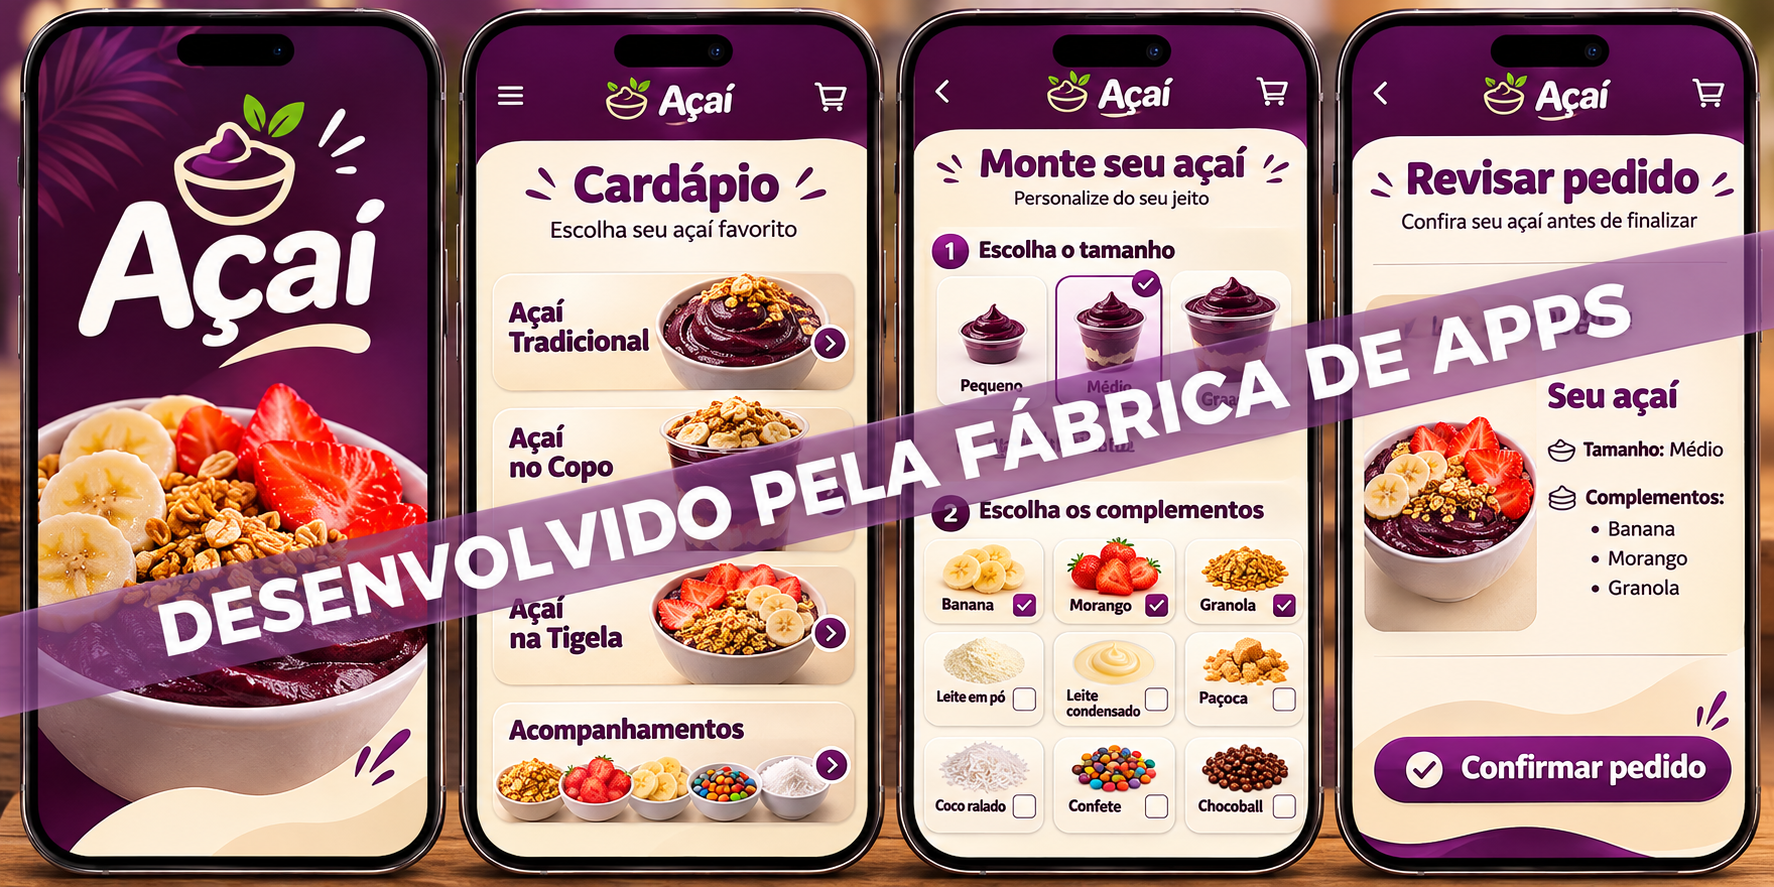 Açaí
Açaí
Cardápio
Escolha seu açaí favorito
Açaí
Tradicional
Açaí
no Copo
Açaí
na Tigela
Acompanhamentos
Açaí
Monte seu açaí
Personalize do seu jeito
1 Escolha o tamanho
Pequeno
Médio
2 Escolha os complementos
Banana
Morango
Granola
Leite em pó
Leite
condensado
Paçoca
Coco ralado
Confete
Chocoball
Açaí
Revisar pedido
Confira seu açaí antes de finalizar
Seu açaí
Tamanho: Médio
Complementos:
• Banana
• Morango
• Granola
Confirmar pedido
DESENVOLVIDO PELA FÁBRICA DE APPS